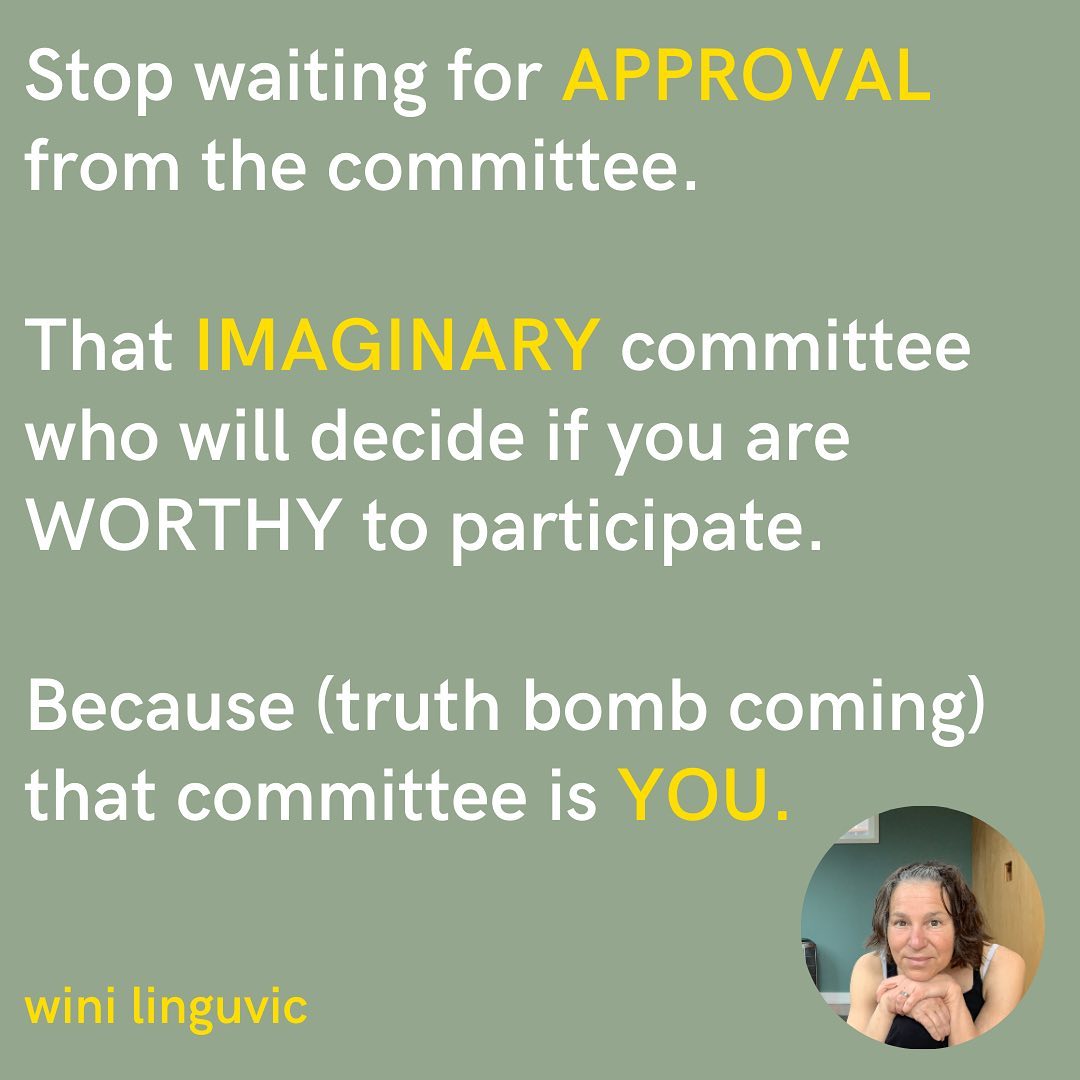 Stop waiting for APPROVAL
from the committee.
That IMAGINARY committee
who will decide if you are
WORTHY to participate.
Because (truth bomb coming)
that committee is YOU.
wini linguvic